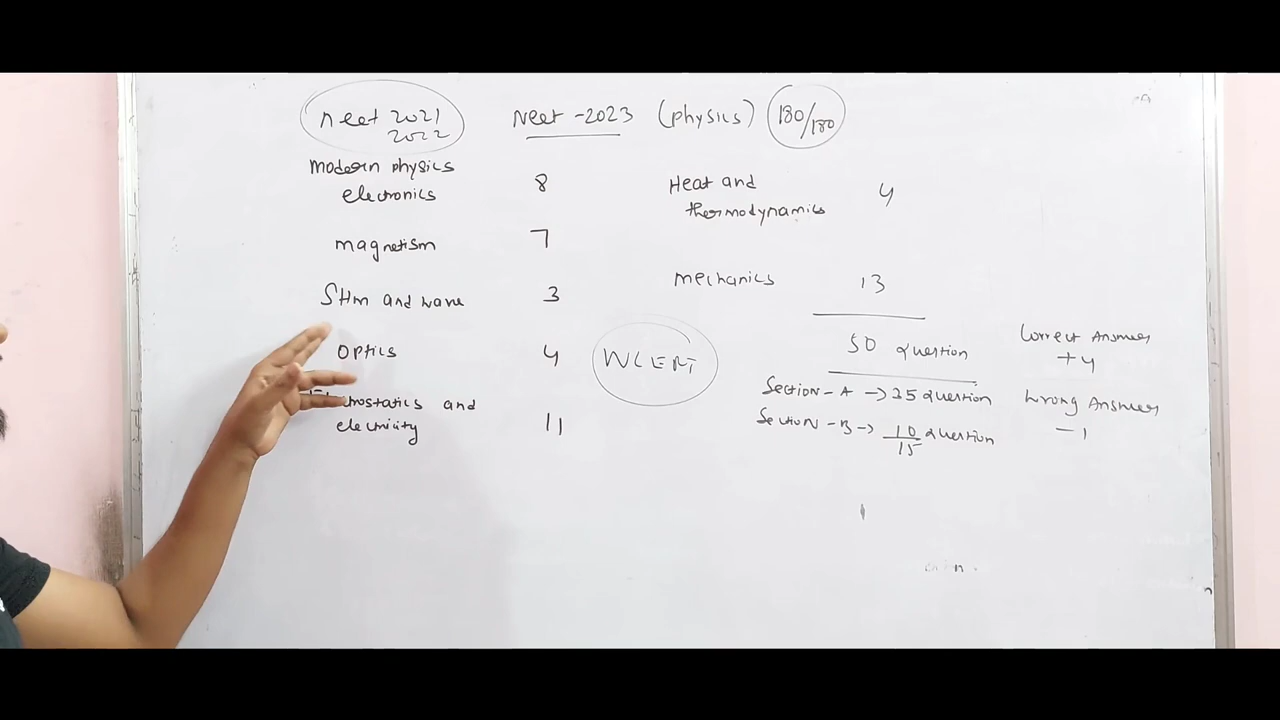 Neet 2021
2022
Neet -2023 (physics) 180/180
Modern physics
electronics 8
magnetism 7
SHM and wave 3
optics 4
Electrostatics and
electricity 11
Heat and
thermodynamics 4
mechanics 13
50 question
NCERT
Section-A → 35 question
Section-B → 10/15 question
Correct Answer
+4
Wrong Answer
-1